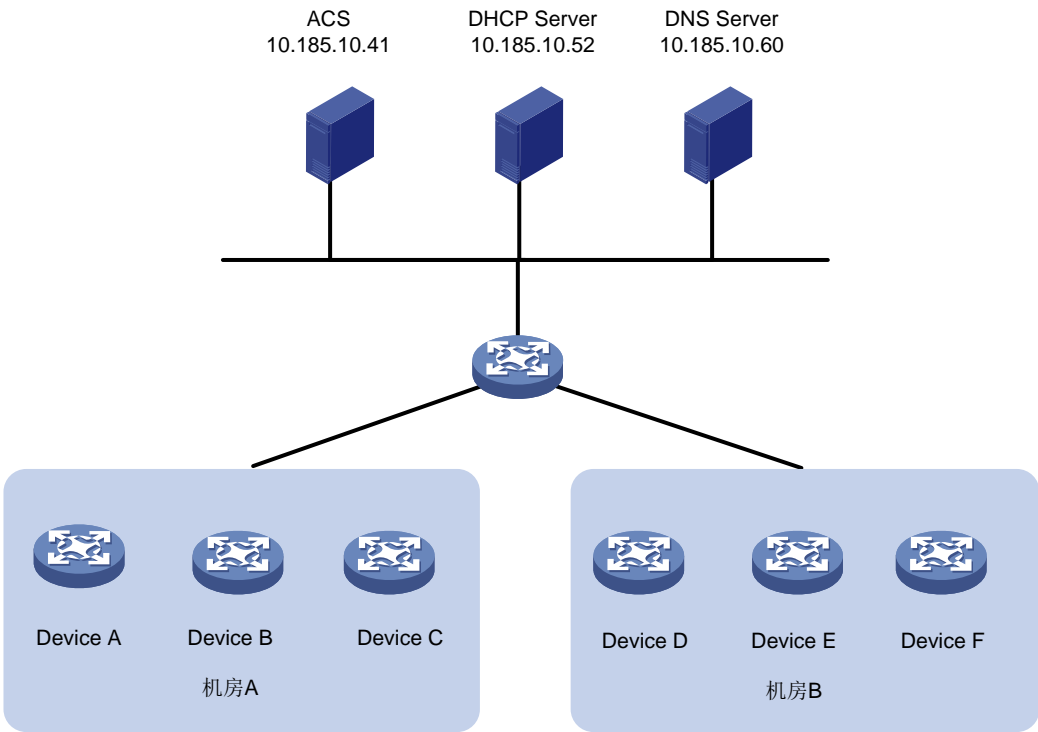 ACS
10.185.10.41
DHCP Server
10.185.10.52
DNS Server
10.185.10.60
Device A
Device B
Device C
机房A
Device D
Device E
Device F
机房B